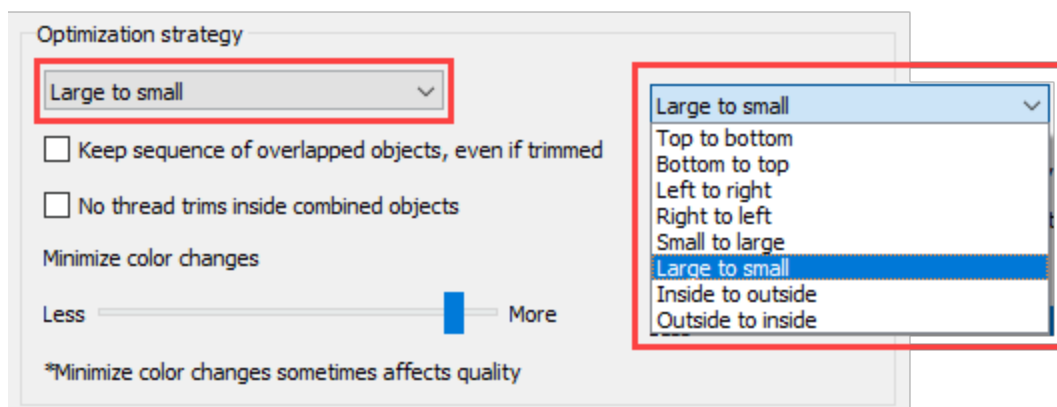 Optimization strategy
Large to small
Keep sequence of overlapped objects, even if trimmed
No thread trims inside combined objects
Minimize color changes
Less
More
*Minimize color changes sometimes affects quality
Large to small
Top to bottom
Bottom to top
Left to right
Right to left
Small to large
Large to small
Inside to outside
Outside to inside